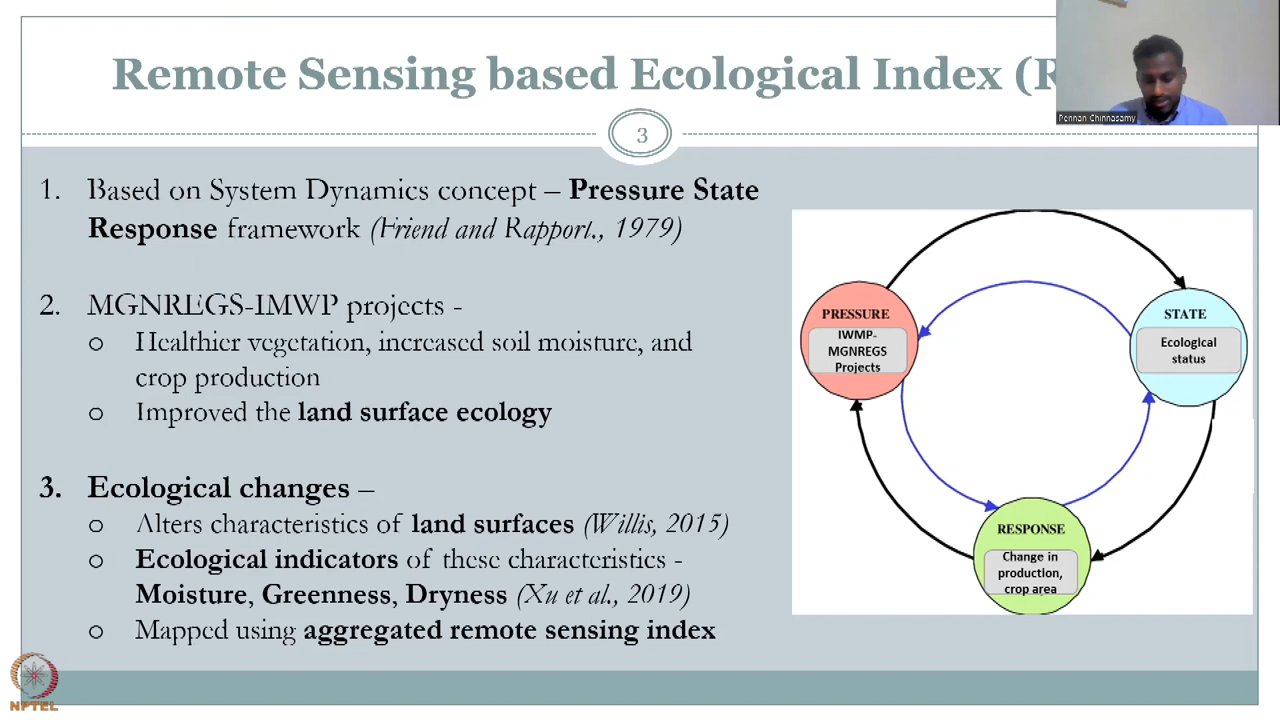 Remote Sensing based Ecological Index (R
Pennan Chinnasamy
3
1. Based on System Dynamics concept – Pressure State
Response framework (Friend and Rapport., 1979)
2. MGNREGS-IMWP projects -
o Healthier vegetation, increased soil moisture, and
crop production
o Improved the land surface ecology
3. Ecological changes –
o Alters characteristics of land surfaces (Willis, 2015)
o Ecological indicators of these characteristics -
Moisture, Greenness, Dryness (Xu et al., 2019)
o Mapped using aggregated remote sensing index
PRESSURE
IWMP-
MGNREGS
Projects
STATE
Ecological
status
RESPONSE
Change in
production,
crop area
NPTEL